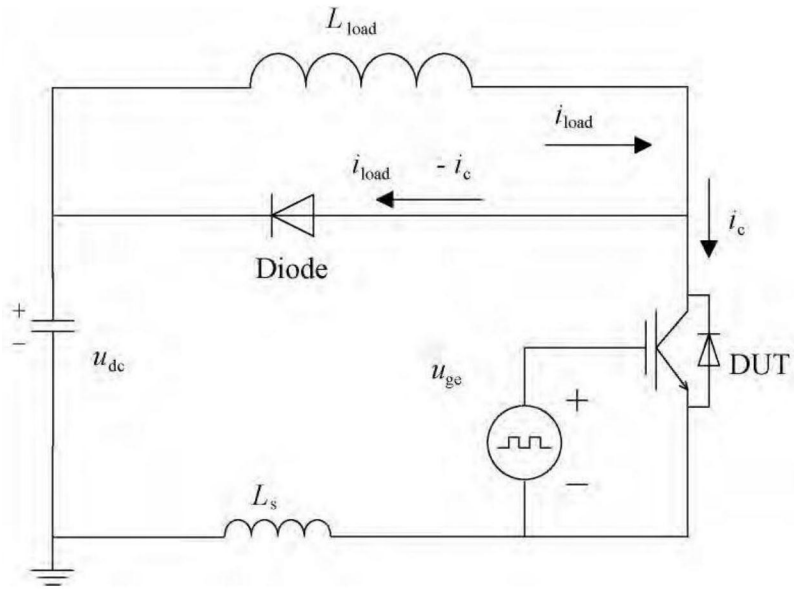 L load
i load
i load - i c
i c
Diode
+
−
u dc
u ge
+
−
DUT
L s